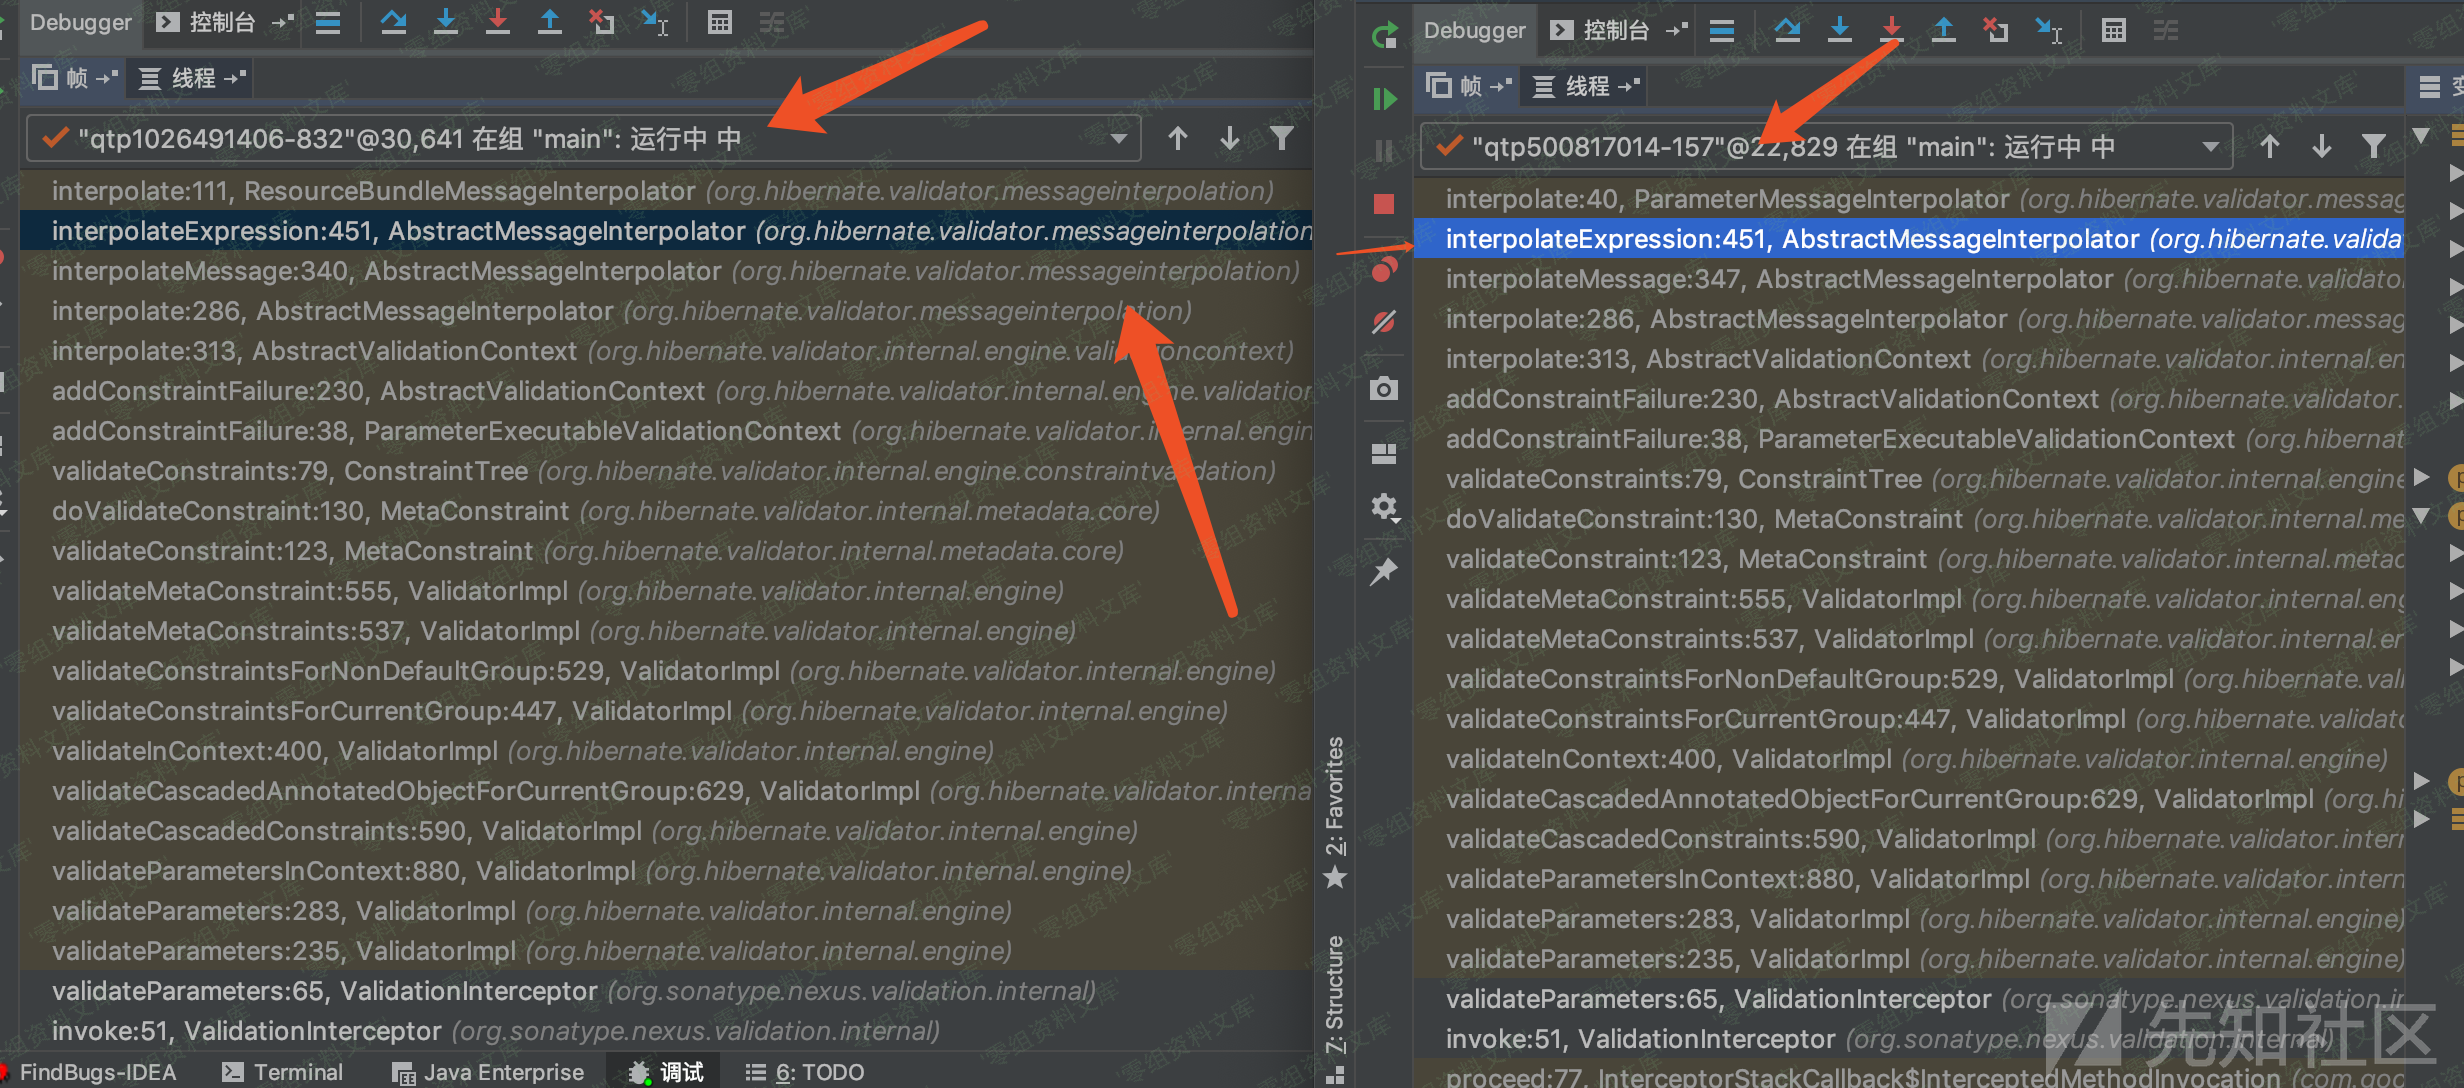 Debugger 控制台
帧 线程
"qtp1026491406-832"@30,641 在组 "main": 运行中 中
interpolate:111, ResourceBundleMessageInterpolator (org.hibernate.validator.messageinterpolation)
interpolateExpression:451, AbstractMessageInterpolator (org.hibernate.validator.messageinterpolation
interpolateMessage:340, AbstractMessageInterpolator (org.hibernate.validator.messageinterpolation)
interpolate:286, AbstractMessageInterpolator (org.hibernate.validator.messageinterpolation)
interpolate:313, AbstractValidationContext (org.hibernate.validator.internal.engine.validationcontext)
addConstraintFailure:230, AbstractValidationContext (org.hibernate.validator.internal.engine.validation
addConstraintFailure:38, ParameterExecutableValidationContext (org.hibernate.validator.internal.engin
validateConstraints:79, ConstraintTree (org.hibernate.validator.internal.engine.constraintvalidation)
doValidateConstraint:130, MetaConstraint (org.hibernate.validator.internal.metadata.core)
validateConstraint:123, MetaConstraint (org.hibernate.validator.internal.metadata.core)
validateMetaConstraint:555, ValidatorImpl (org.hibernate.validator.internal.engine)
validateMetaConstraints:537, ValidatorImpl (org.hibernate.validator.internal.engine)
validateConstraintsForNonDefaultGroup:529, ValidatorImpl (org.hibernate.validator.internal.engine)
validateConstraintsForCurrentGroup:447, ValidatorImpl (org.hibernate.validator.internal.engine)
validateInContext:400, ValidatorImpl (org.hibernate.validator.internal.engine)
validateCascadedAnnotatedObjectForCurrentGroup:629, ValidatorImpl (org.hibernate.validator.interna
validateCascadedConstraints:590, ValidatorImpl (org.hibernate.validator.internal.engine)
validateParametersInContext:880, ValidatorImpl (org.hibernate.validator.internal.engine)
validateParameters:283, ValidatorImpl (org.hibernate.validator.internal.engine)
validateParameters:235, ValidatorImpl (org.hibernate.validator.internal.engine)
validateParameters:65, ValidationInterceptor (org.sonatype.nexus.validation.internal)
invoke:51, ValidationInterceptor (org.sonatype.nexus.validation.internal)
FindBugs-IDEA Terminal Java Enterprise 调试 6: TODO
2: Favorites
7: Structure
Debugger 控制台
帧 线程
"qtp500817014-157"@22,829 在组 "main": 运行中 中
interpolate:40, ParameterMessageInterpolator (org.hibernate.validator.messag
interpolateExpression:451, AbstractMessageInterpolator (org.hibernate.valida
interpolateMessage:347, AbstractMessageInterpolator (org.hibernate.validato
interpolate:286, AbstractMessageInterpolator (org.hibernate.validator.messag
interpolate:313, AbstractValidationContext (org.hibernate.validator.internal.en
addConstraintFailure:230, AbstractValidationContext (org.hibernate.validator.
addConstraintFailure:38, ParameterExecutableValidationContext (org.hibernat
validateConstraints:79, ConstraintTree (org.hibernate.validator.internal.engine
doValidateConstraint:130, MetaConstraint (org.hibernate.validator.internal.me
validateConstraint:123, MetaConstraint (org.hibernate.validator.internal.metac
validateMetaConstraint:555, ValidatorImpl (org.hibernate.validator.internal.eng
validateMetaConstraints:537, ValidatorImpl (org.hibernate.validator.internal.er
validateConstraintsForNonDefaultGroup:529, ValidatorImpl (org.hibernate.vali
validateConstraintsForCurrentGroup:447, ValidatorImpl (org.hibernate.validato
validateInContext:400, ValidatorImpl (org.hibernate.validator.internal.engine)
validateCascadedAnnotatedObjectForCurrentGroup:629, ValidatorImpl (org.hi
validateCascadedConstraints:590, ValidatorImpl (org.hibernate.validator.interr
validateParametersInContext:880, ValidatorImpl (org.hibernate.validator.intern
validateParameters:283, ValidatorImpl (org.hibernate.validator.internal.engine)
validateParameters:235, ValidatorImpl (org.hibernate.validator.internal.engine)
validateParameters:65, ValidationInterceptor (org.sonatype.nexus.validation.ir
invoke:51, ValidationInterceptor (org.sonatype.nexus.validation.internal)
proceed:77, InterceptorStackCallback$InterceptedMethodInvocation (com.goo
先知社区
'零组资料文库'